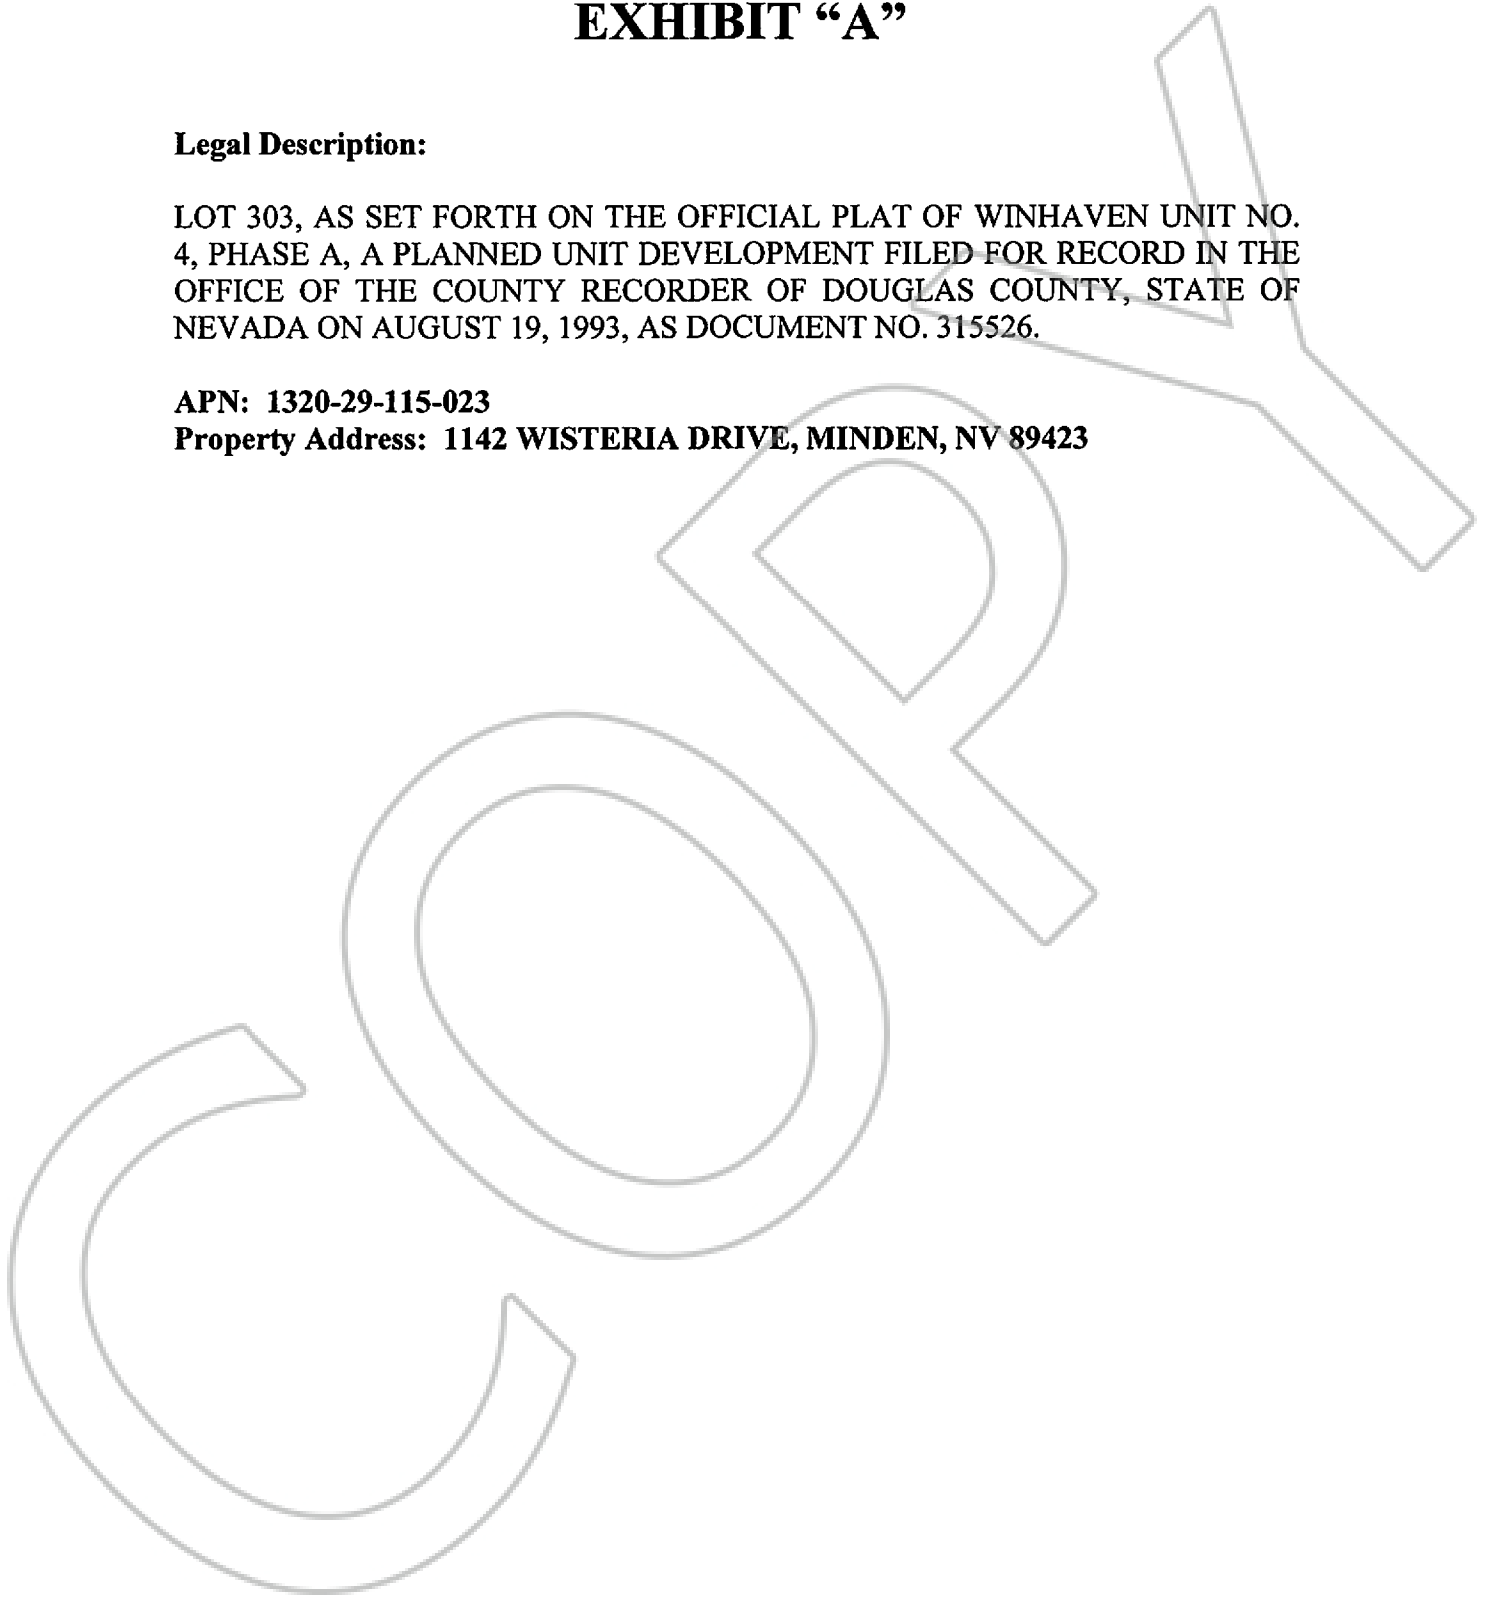 EXHIBIT “A”
Legal Description:
LOT 303, AS SET FORTH ON THE OFFICIAL PLAT OF WINHAVEN UNIT NO.
4, PHASE A, A PLANNED UNIT DEVELOPMENT FILED FOR RECORD IN THE
OFFICE OF THE COUNTY RECORDER OF DOUGLAS COUNTY, STATE OF
NEVADA ON AUGUST 19, 1993, AS DOCUMENT NO. 315526.
APN: 1320-29-115-023
Property Address: 1142 WISTERIA DRIVE, MINDEN, NV 89423
COPY